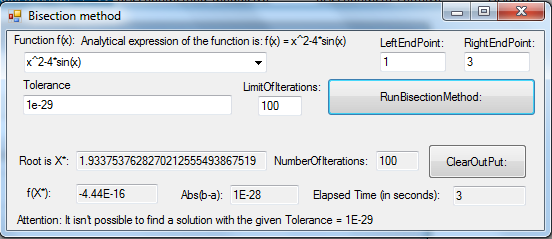 Bisection method
Function f(x): Analytical expression of the function is: f(x) = x^2-4*sin(x) LeftEndPoint: RightEndPoint:
x^2-4*sin(x) 1 3
Tolerance LimitOfIterations:
1e-29 100 RunBisectionMethod:
Root is X*: 1.9337537628270212555493867519 NumberOfIterations: 100 ClearOutPut:
f(X*): -4.44E-16 Abs(b-a): 1E-28 Elapsed Time (in seconds): 3
Attention: It isn't possible to find a solution with the given Tolerance = 1E-29